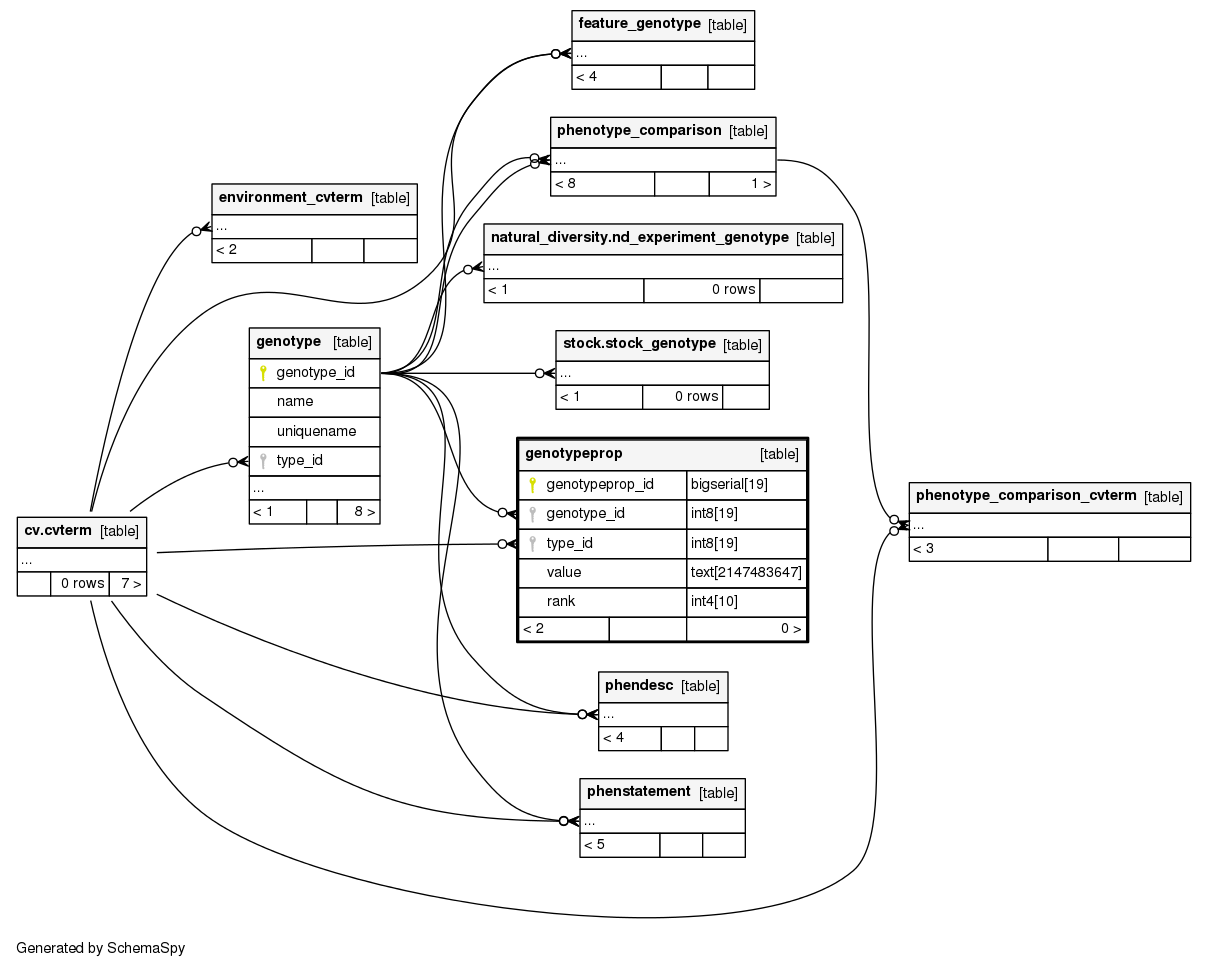 feature_genotype [table]
...
< 4
phenotype_comparison [table]
...
< 8 1 >
environment_cvterm [table]
...
< 2
natural_diversity.nd_experiment_genotype [table]
...
< 1 0 rows
genotype [table]
genotype_id
name
uniquename
type_id
...
< 1 8 >
stock.stock_genotype [table]
...
< 1 0 rows
genotypeprop [table]
genotypeprop_id bigserial[19]
genotype_id int8[19]
type_id int8[19]
value text[2147483647]
rank int4[10]
< 2 0 >
cv.cvterm [table]
...
0 rows 7 >
phenotype_comparison_cvterm [table]
...
< 3
phendesc [table]
...
< 4
phenstatement [table]
...
< 5
Generated by SchemaSpy